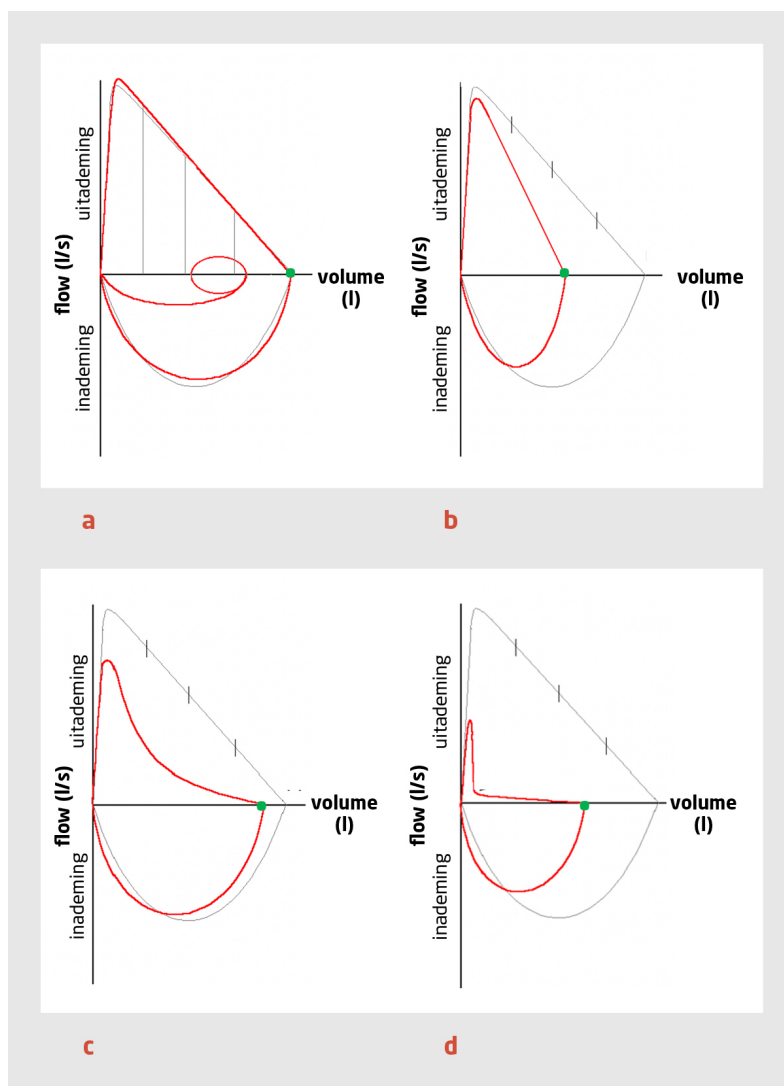 flow (l/s)
inademing
uitademing
volume
(l)
a
flow (l/s)
inademing
uitademing
volume
(l)
b
flow (l/s)
inademing
uitademing
volume
(l)
c
flow (l/s)
inademing
uitademing
volume
(l)
d